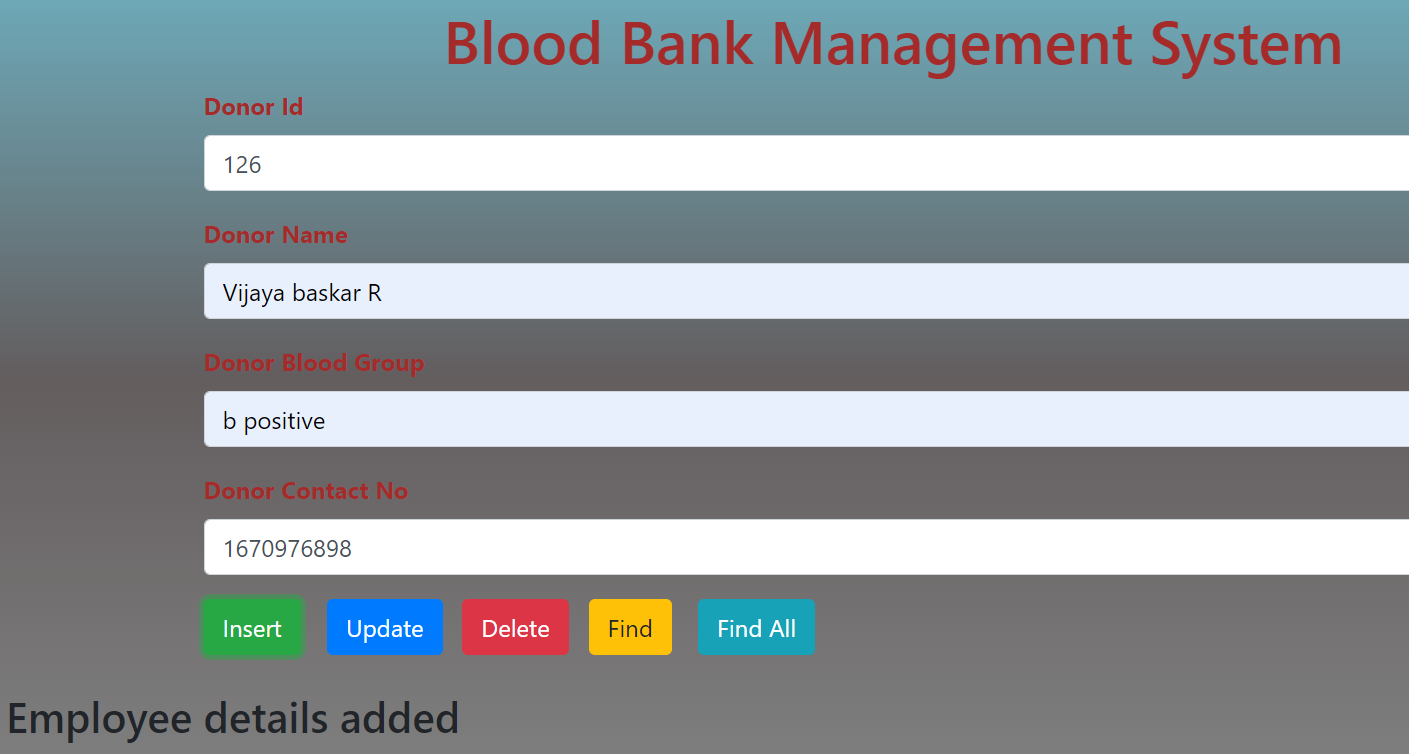 Blood Bank Management System
Donor Id
126
Donor Name
Vijaya baskar R
Donor Blood Group
b positive
Donor Contact No
1670976898
Insert Update Delete Find Find All
Employee details added